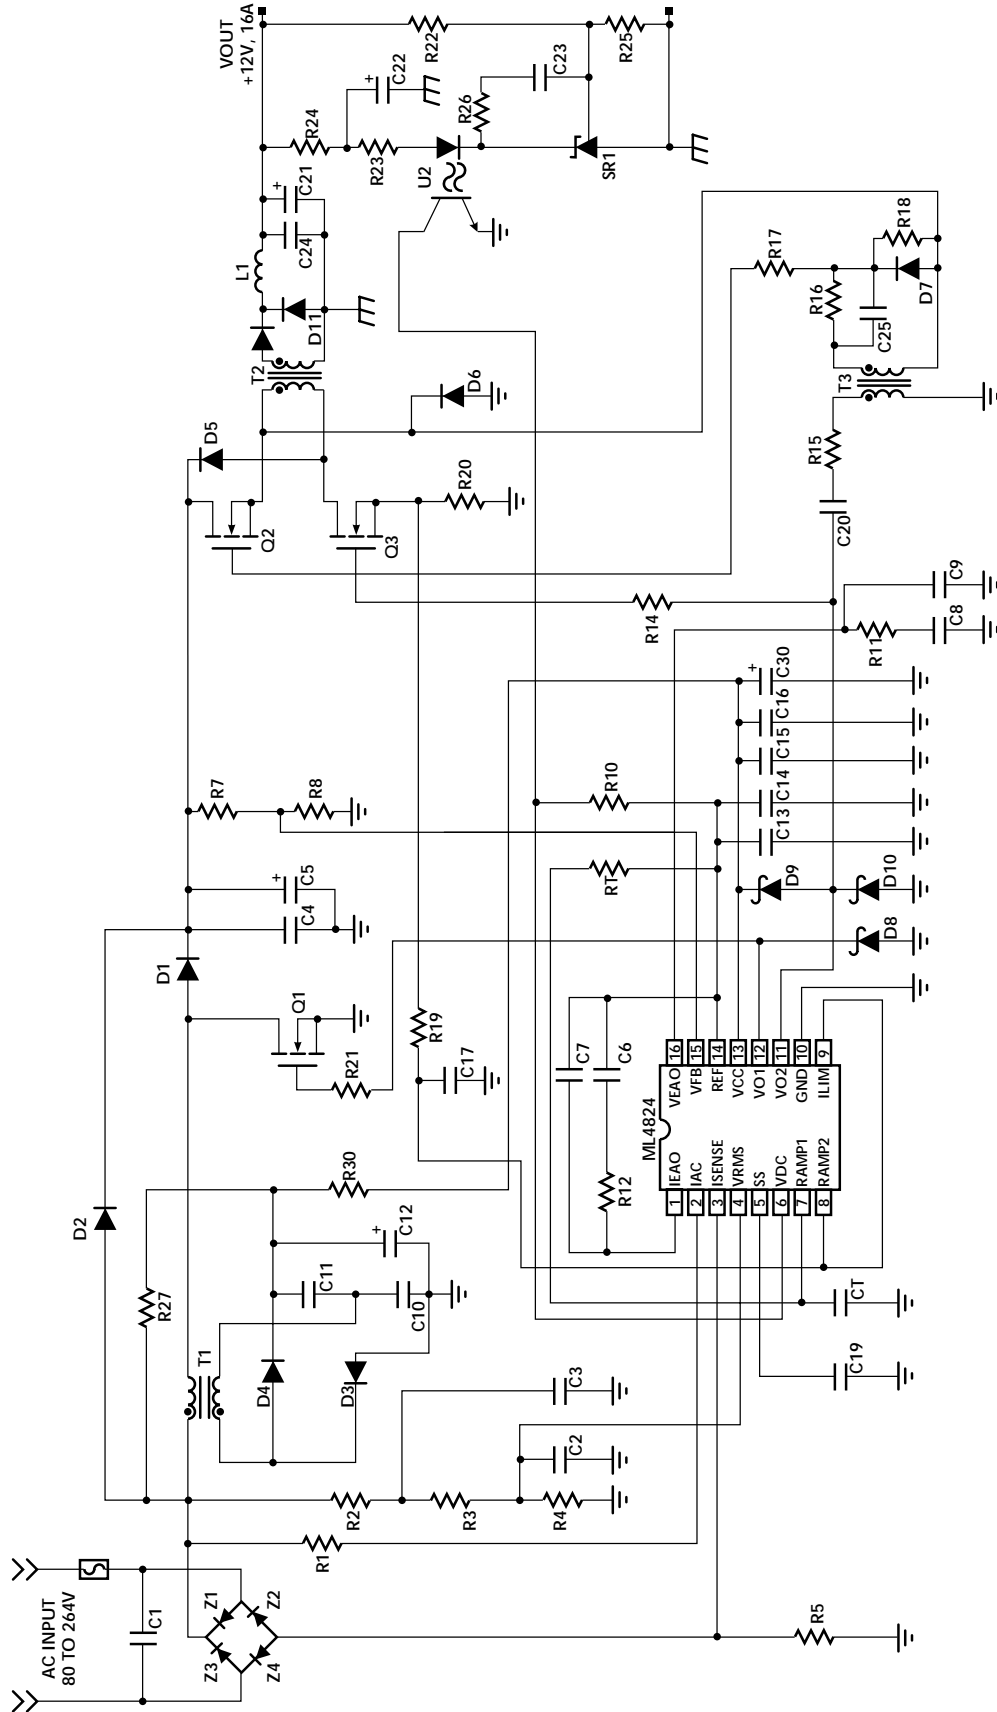 AC INPUT
80 TO 264V
C1
Z1
Z2
Z3
Z4
R1
R2
R3
R4
R5
C2
C3
D2
R27
T1
D4
D3
C11
C10
C12
R30
D1
Q1
R21
R19
C17
C4
C5
R7
R8
Q2
Q3
D5
R20
T2
D11
L1
C24
C21
D6
R24
R23
C22
U2
R26
C23
R22
R25
SR1
VOUT
+12V, 16A
C7
C6
R12
ML4824
IEAO
IAC
ISENSE
VRMS
SS
VDC
RAMP1
RAMP2
1
2
3
4
5
6
7
8
VEAO
VFB
REF
VCC
VO1
VO2
GND
ILIM
16
15
14
13
12
11
10
9
C19
CT
RT
R10
D8
D10
D9
C13
C14
C15
C16
C30
R14
R11
C8
C9
C20
R15
T3
R16
C25
R17
D7
R18
+
+
+
+
+